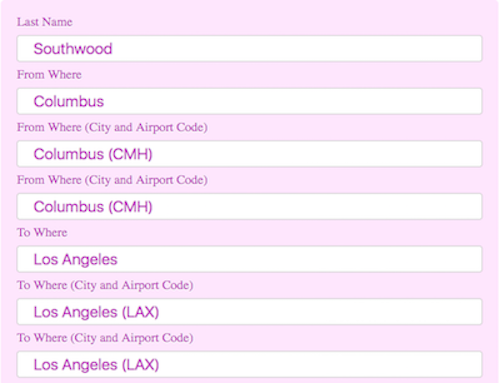 Last Name
Southwood
From Where
Columbus
From Where (City and Airport Code)
Columbus (CMH)
From Where (City and Airport Code)
Columbus (CMH)
To Where
Los Angeles
To Where (City and Airport Code)
Los Angeles (LAX)
To Where (City and Airport Code)
Los Angeles (LAX)